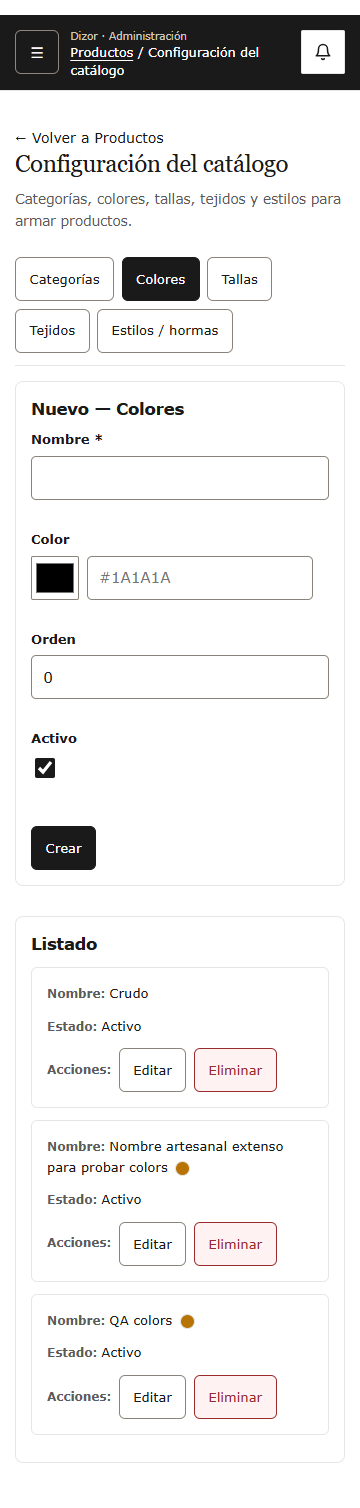 ☰
Dizor · Administración
Productos / Configuración del
catálogo
← Volver a Productos
Configuración del catálogo
Categorías, colores, tallas, tejidos y estilos para
armar productos.
Categorías
Colores
Tallas
Tejidos
Estilos / hormas
Nuevo — Colores
Nombre *
Color
#1A1A1A
Orden
0
Activo
Crear
Listado
Nombre: Crudo
Estado: Activo
Acciones: Editar Eliminar
Nombre: Nombre artesanal extenso
para probar colors
Estado: Activo
Acciones: Editar Eliminar
Nombre: QA colors
Estado: Activo
Acciones: Editar Eliminar